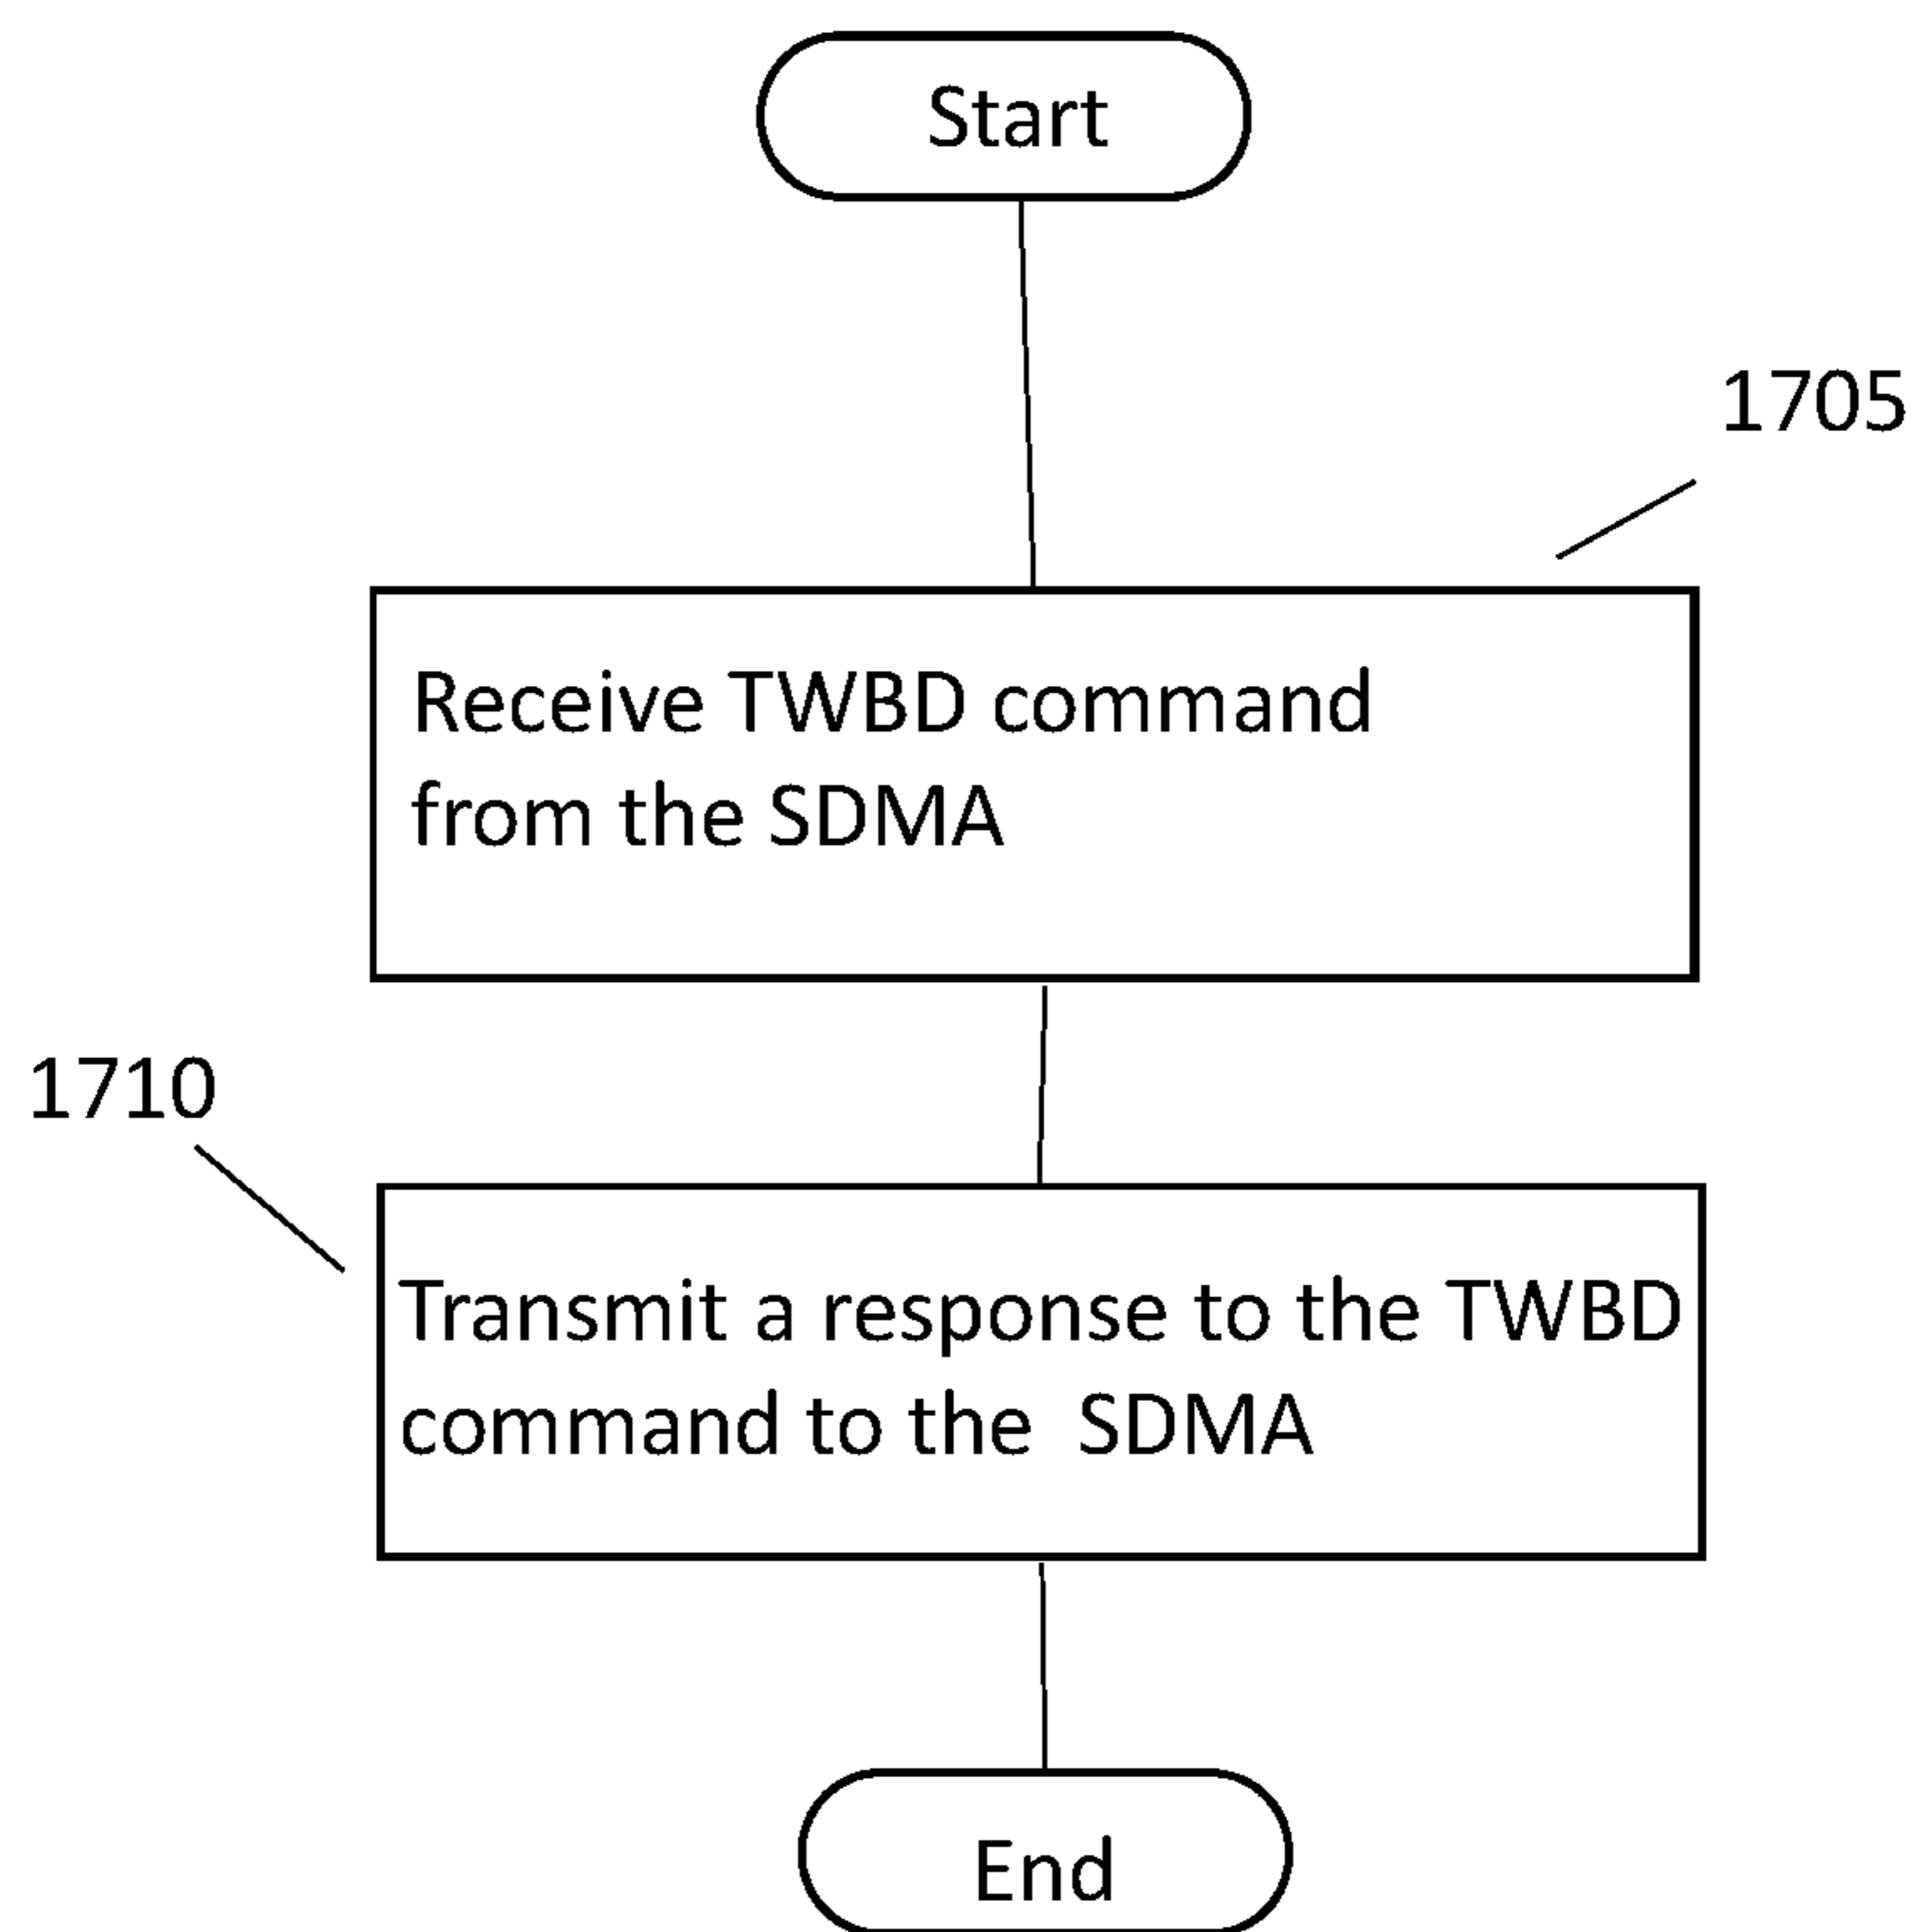 Start
1705
Receive TWBD command
from the SDMA
1710
Transmit a response to the TWBD
command to the SDMA
End